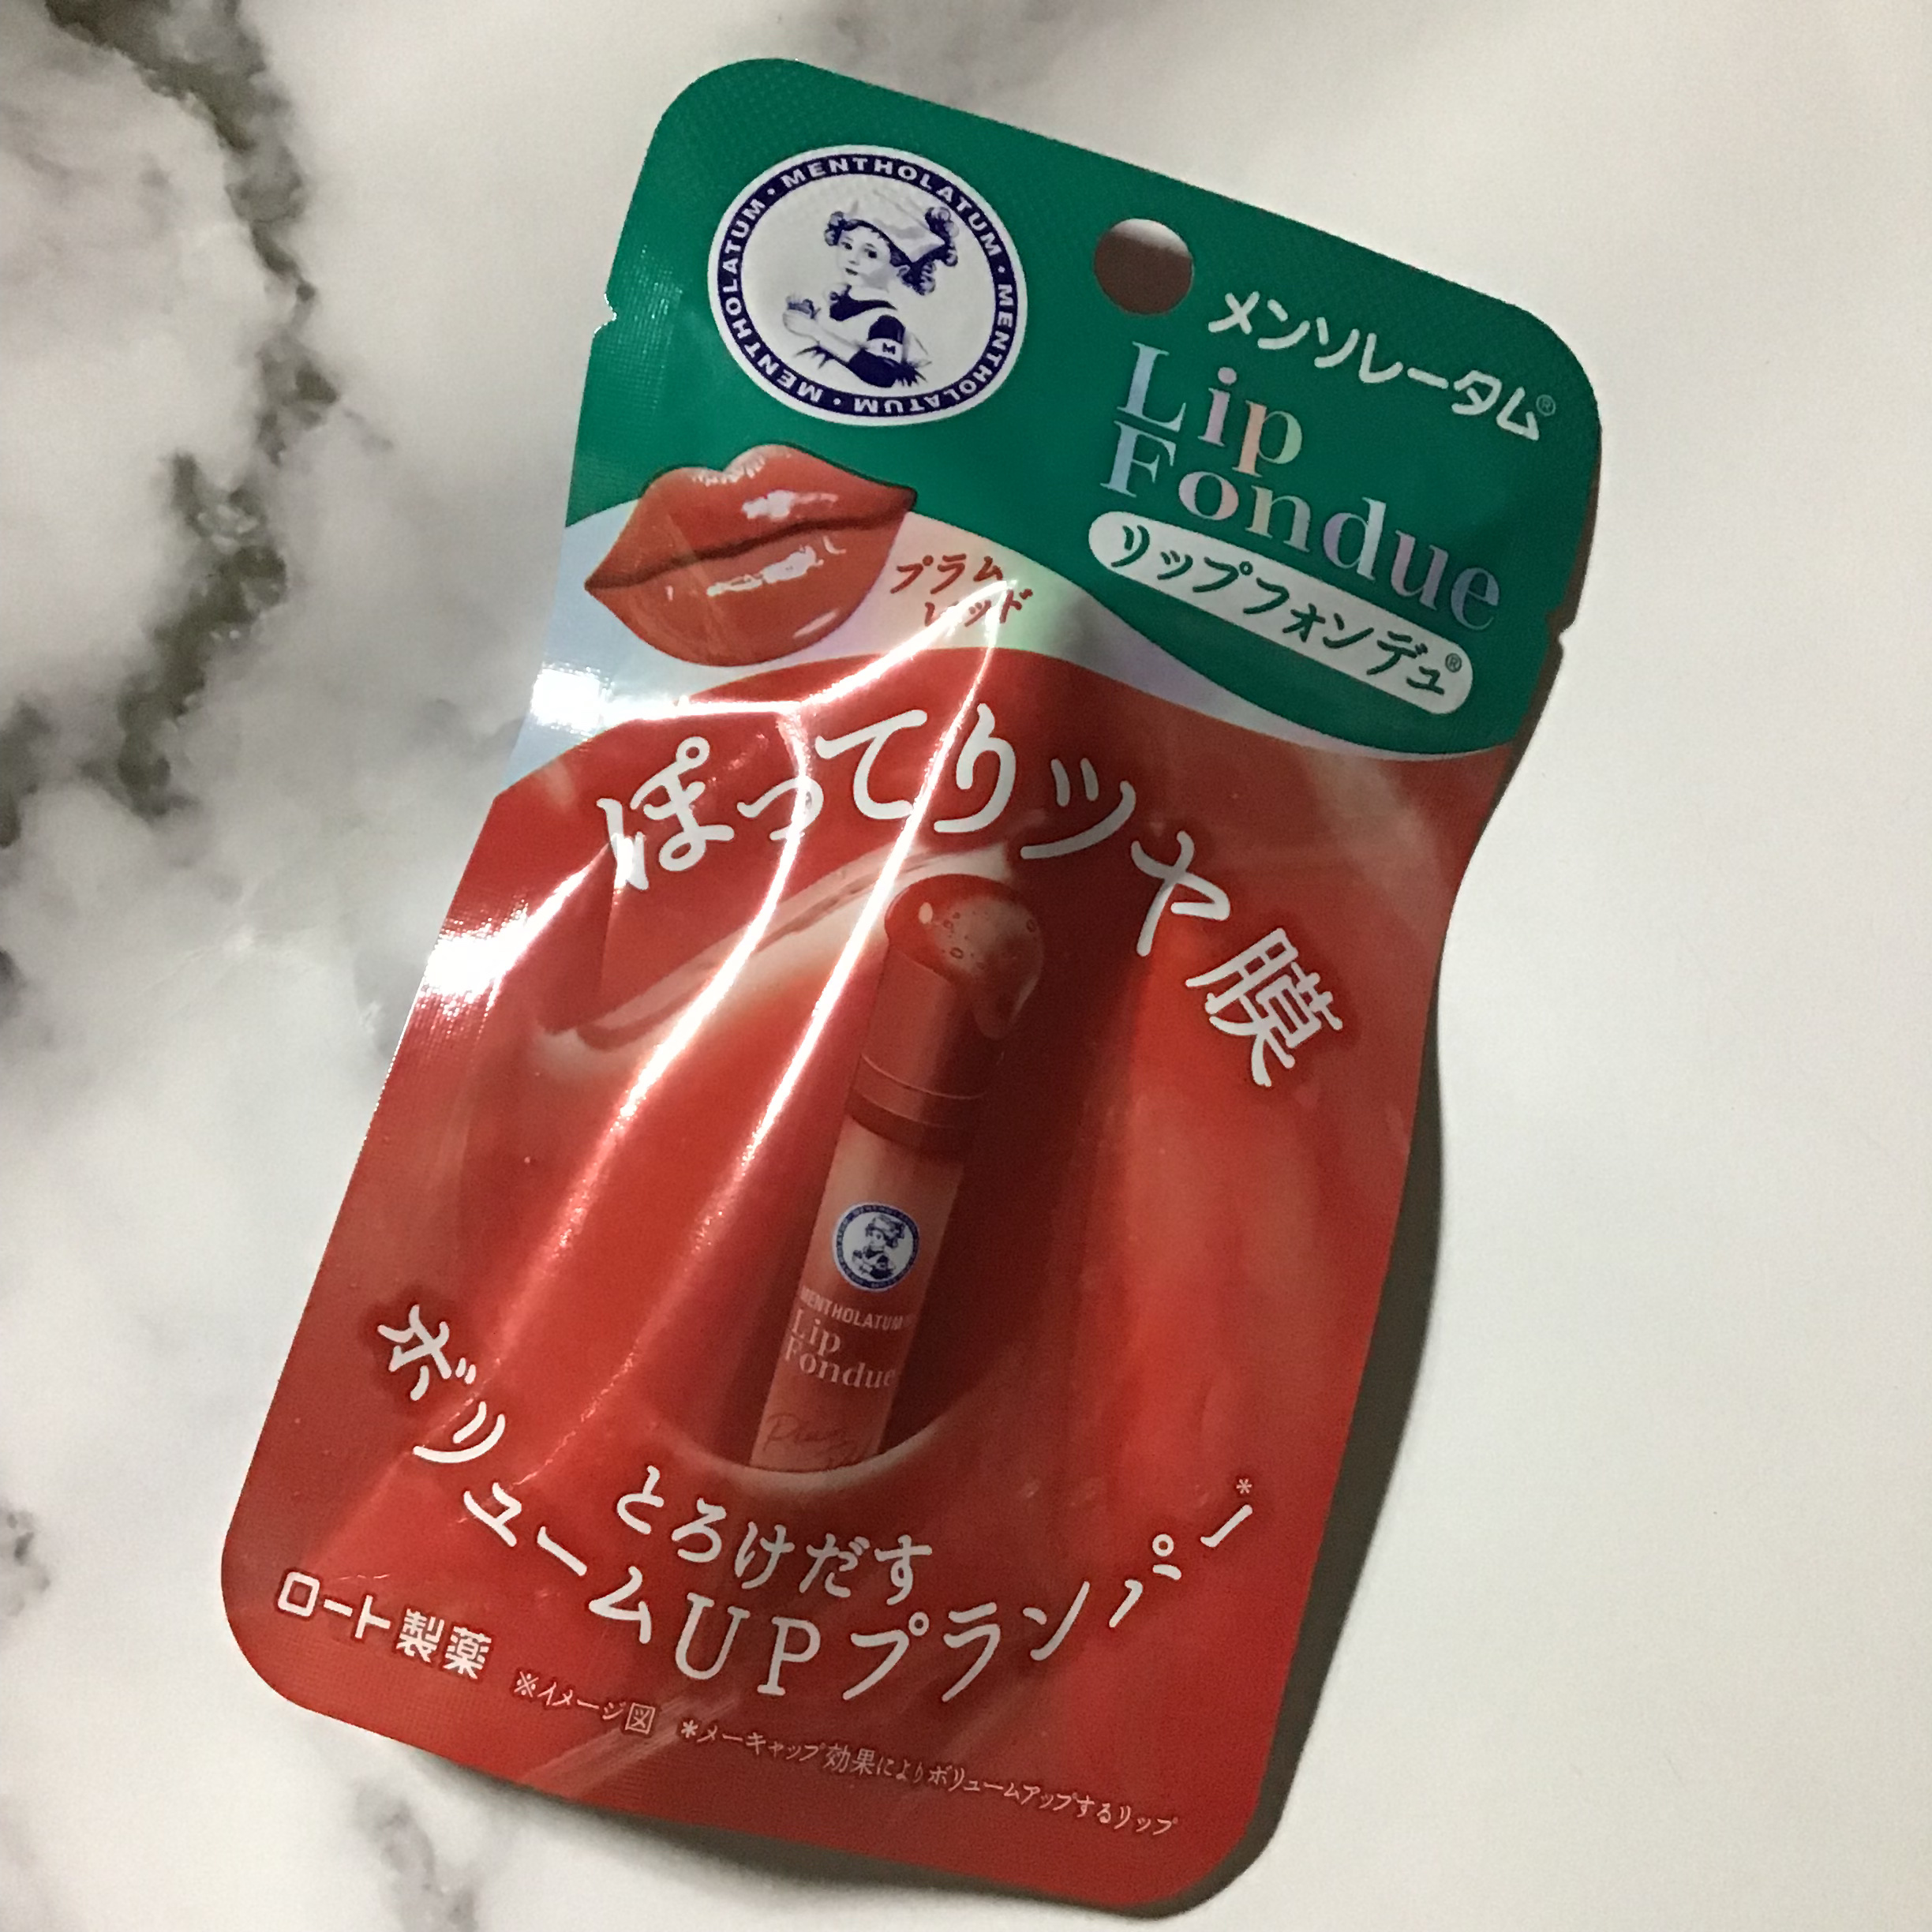 MENTHOLATUM・MENTHOLATUM・MENTHOLATUM・MENTHOLATUM・
M
メンソレータム®
Lip
Fondue
リップフォンデュ®
プラム
レッド
ぽってりツヤ膜
MENTHOLATUM
Lip
Fondue
とろけだす
ボリュームUPプランパー*
ロート製薬
※イメージ図 *メーキャップ効果によりボリュームアップするリップ